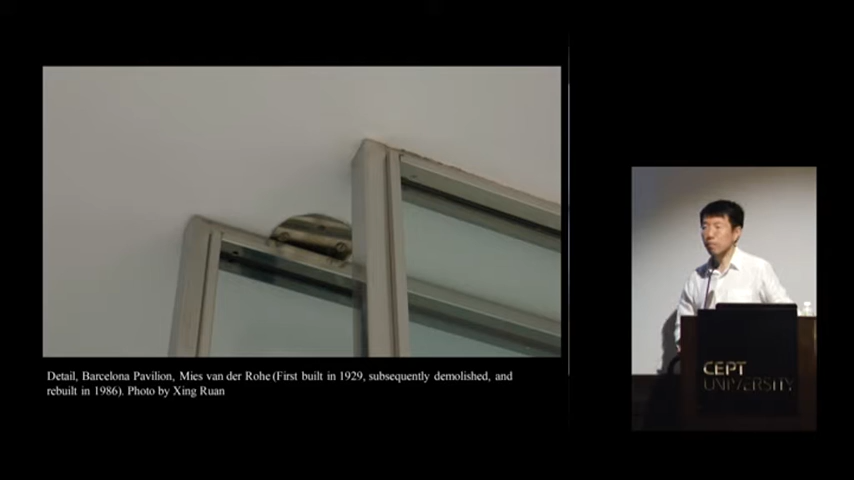 Detail, Barcelona Pavilion, Mies van der Rohe (First built in 1929, subsequently demolished, and
rebuilt in 1986). Photo by Xing Ruan
CEPT
UNIVERSITY